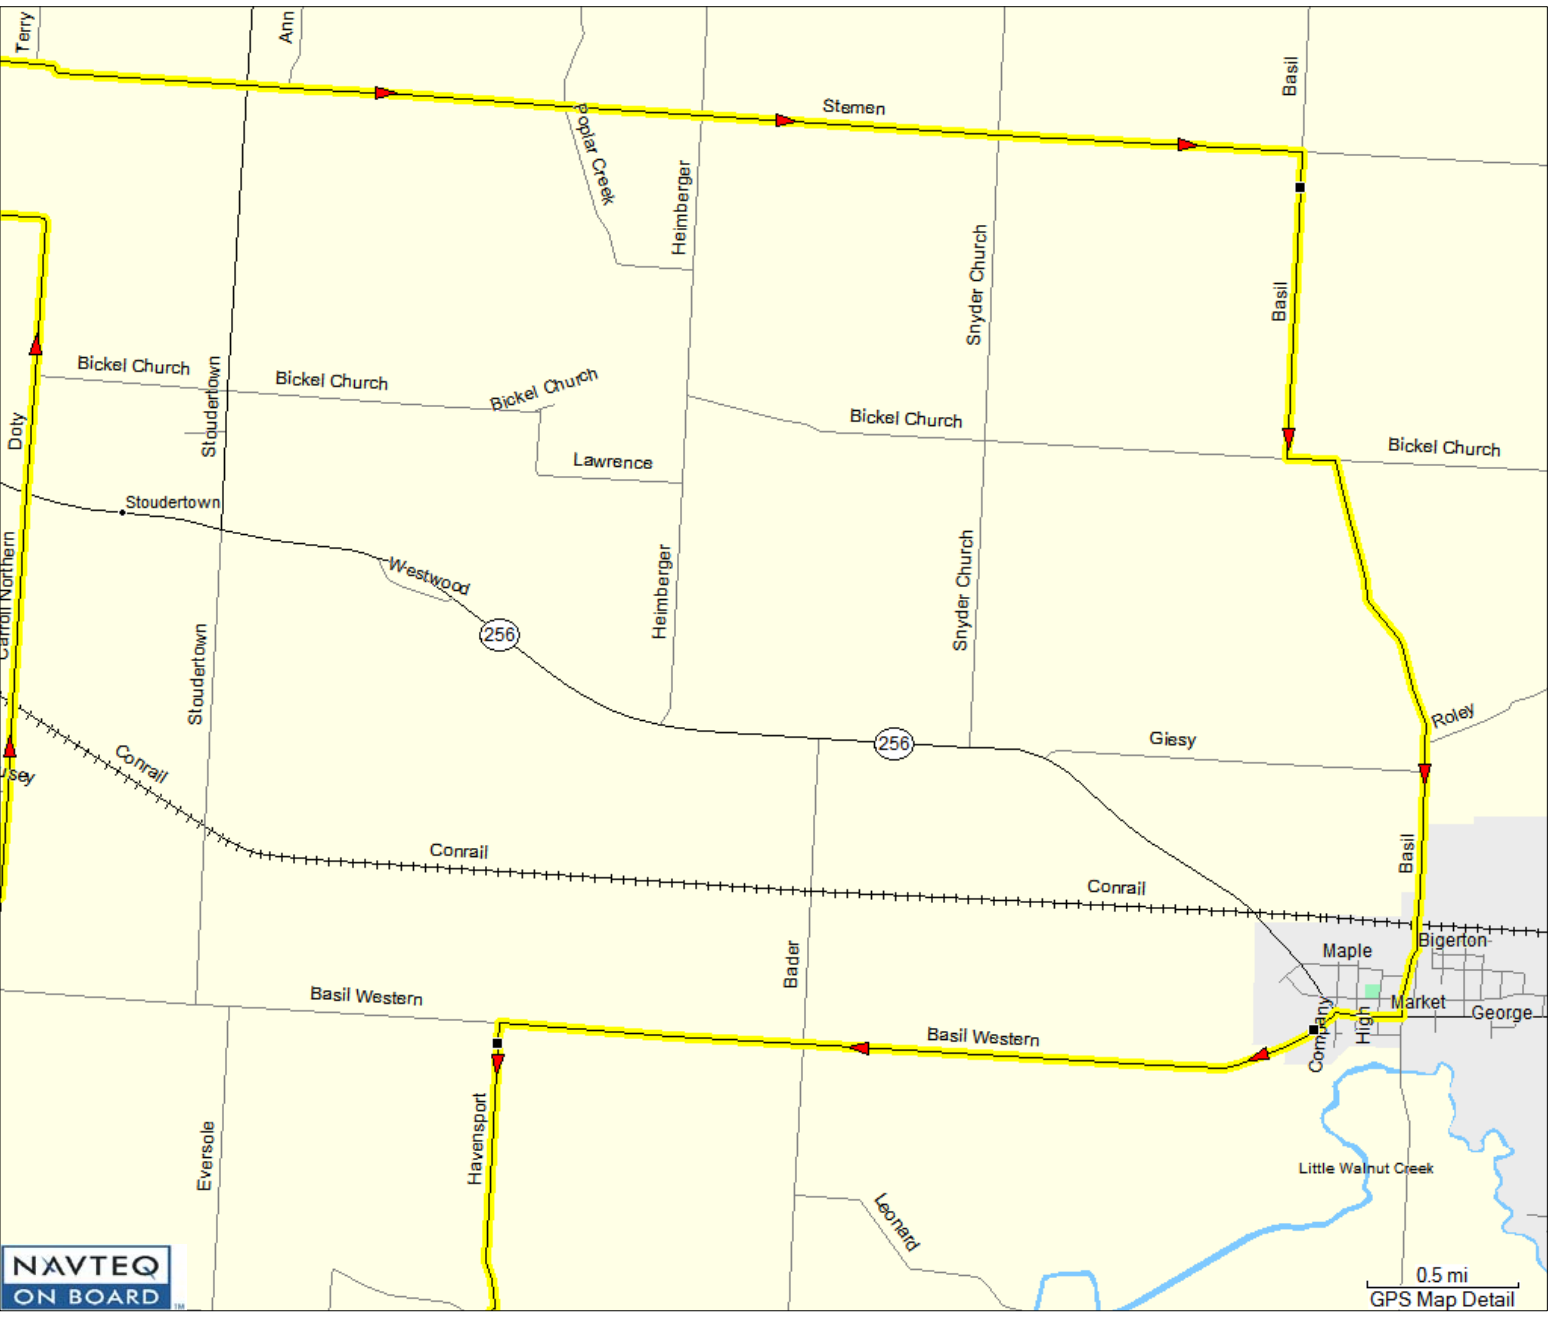 Terry
Ann
Basil
Stemen
Poplar Creek
Heimberger
Snyder Church
Basil
Bickel Church
Bickel Church
Bickel Church
Stoudertown
Bickel Church
Bickel Church
Doty
Lawrence
Stoudertown
Carroll Northern
Westwood
Heimberger
Snyder Church
256
Stoudertown
Roley
256
Giesy
Conrail
usey
Conrail
Conrail
Basil
Bigerton
Maple
Bader
Basil Western
Market
George
Company
High
Basil Western
Havensport
Eversole
Little Walnut Creek
Leonard
NAVTEQ
ON BOARD
TM
0.5 mi
GPS Map Detail